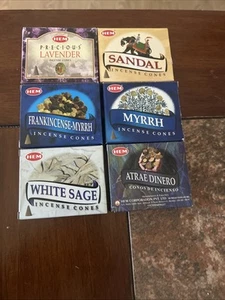 HEM
PRECIOUS
LAVENDER
HEM
SANDAL
INCENSE CONES
HEM
FRANKINCENSE-MYRRH
INCENSE CONES
HEM
MYRRH
INCENSE CONES
HEM
WHITE SAGE
INCENSE CONES
HEM
ATRAE DINERO
CONOS DE INCIENSO